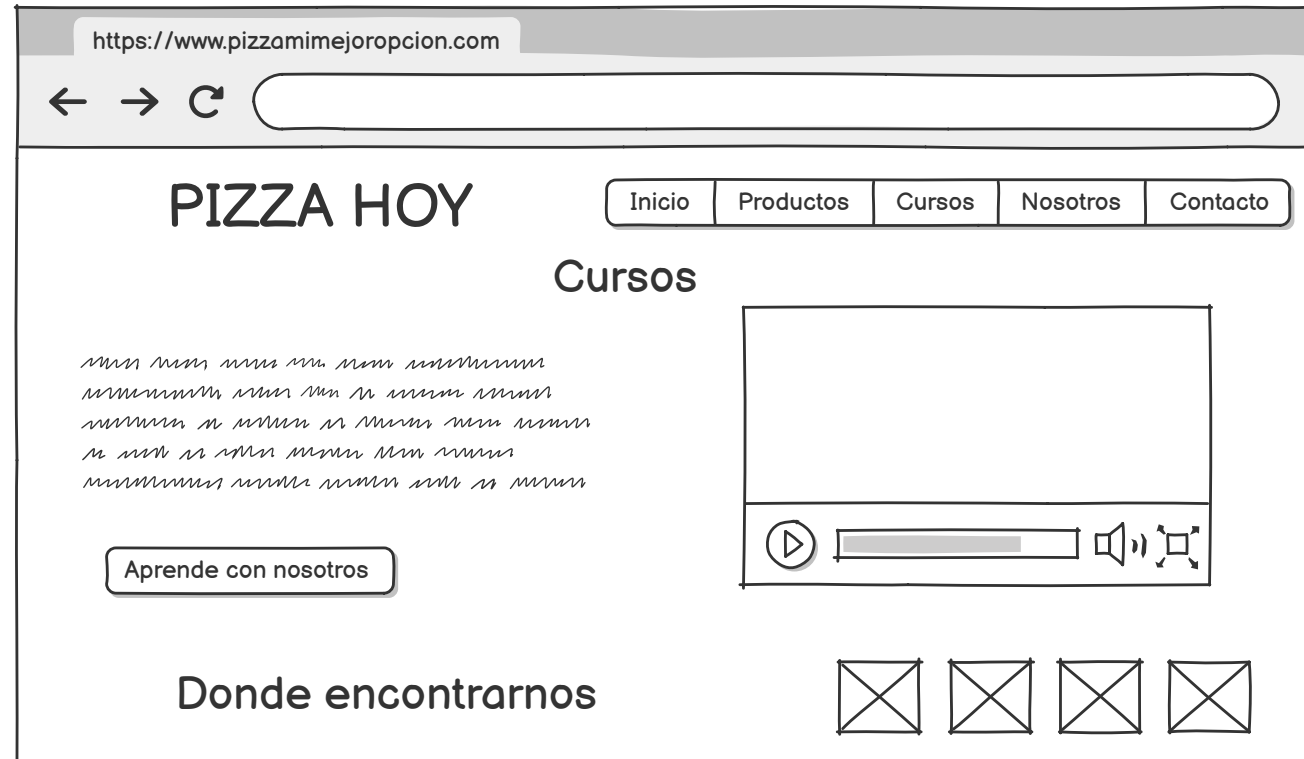 https://www.pizzamimejoropcion.com
PIZZA HOY
Inicio Productos Cursos Nosotros Contacto
Cursos
Aprende con nosotros
Donde encontrarnos